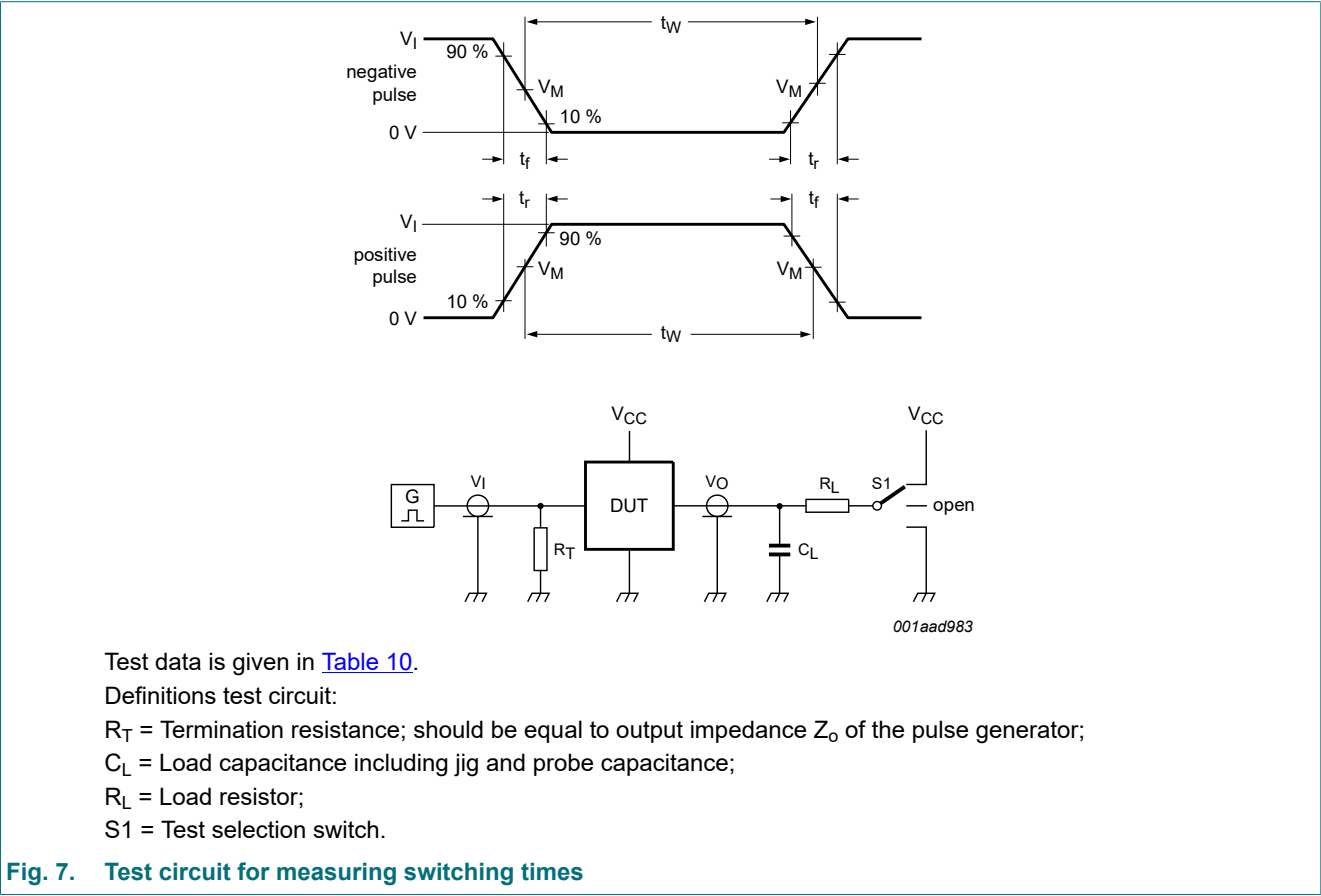 tW
VI
90 %
negative
pulse
VM
VM
10 %
0 V
tf
tr
tr
tf
VI
90 %
positive
pulse
VM
VM
10 %
0 V
tW
VCC
VCC
G
VI
DUT
VO
RL
S1
open
RT
CL
001aad983
Test data is given in Table 10.
Definitions test circuit:
RT = Termination resistance; should be equal to output impedance Zo of the pulse generator;
CL = Load capacitance including jig and probe capacitance;
RL = Load resistor;
S1 = Test selection switch.
Fig. 7. Test circuit for measuring switching times